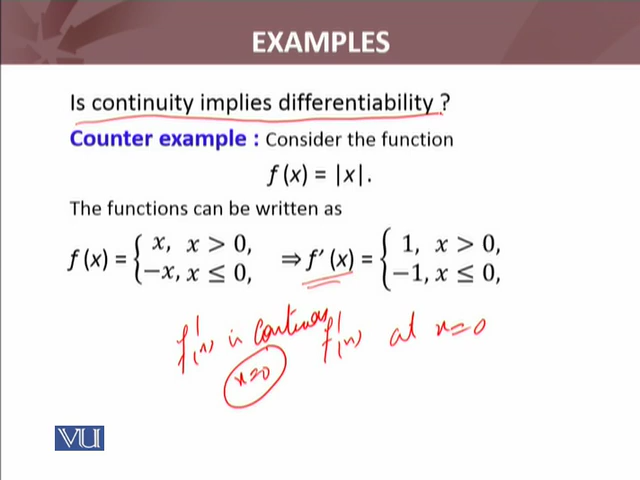 EXAMPLES
Is continuity implies differentiability ?
Counter example : Consider the function
f (x) = |x|.
The functions can be written as
f (x) = { x, x > 0, −x, x ≤ 0, ⇒ f′ (x) = { 1, x > 0, −1, x ≤ 0,
f'(x) is Continuous f'(x) at x=0
x=0
VU